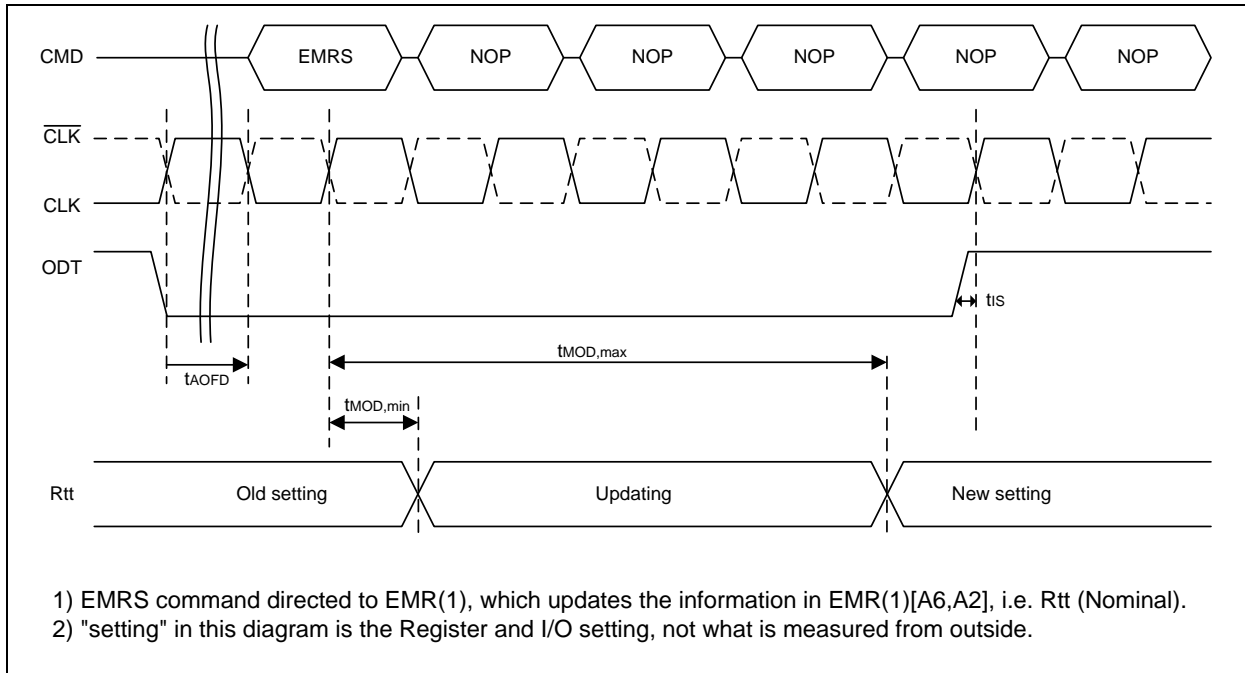 CMD EMRS NOP NOP NOP NOP NOP
CLK
CLK
ODT
tIS
tMOD,max
tAOFD
tMOD,min
Rtt Old setting Updating New setting
1) EMRS command directed to EMR(1), which updates the information in EMR(1)[A6,A2], i.e. Rtt (Nominal).
2) "setting" in this diagram is the Register and I/O setting, not what is measured from outside.